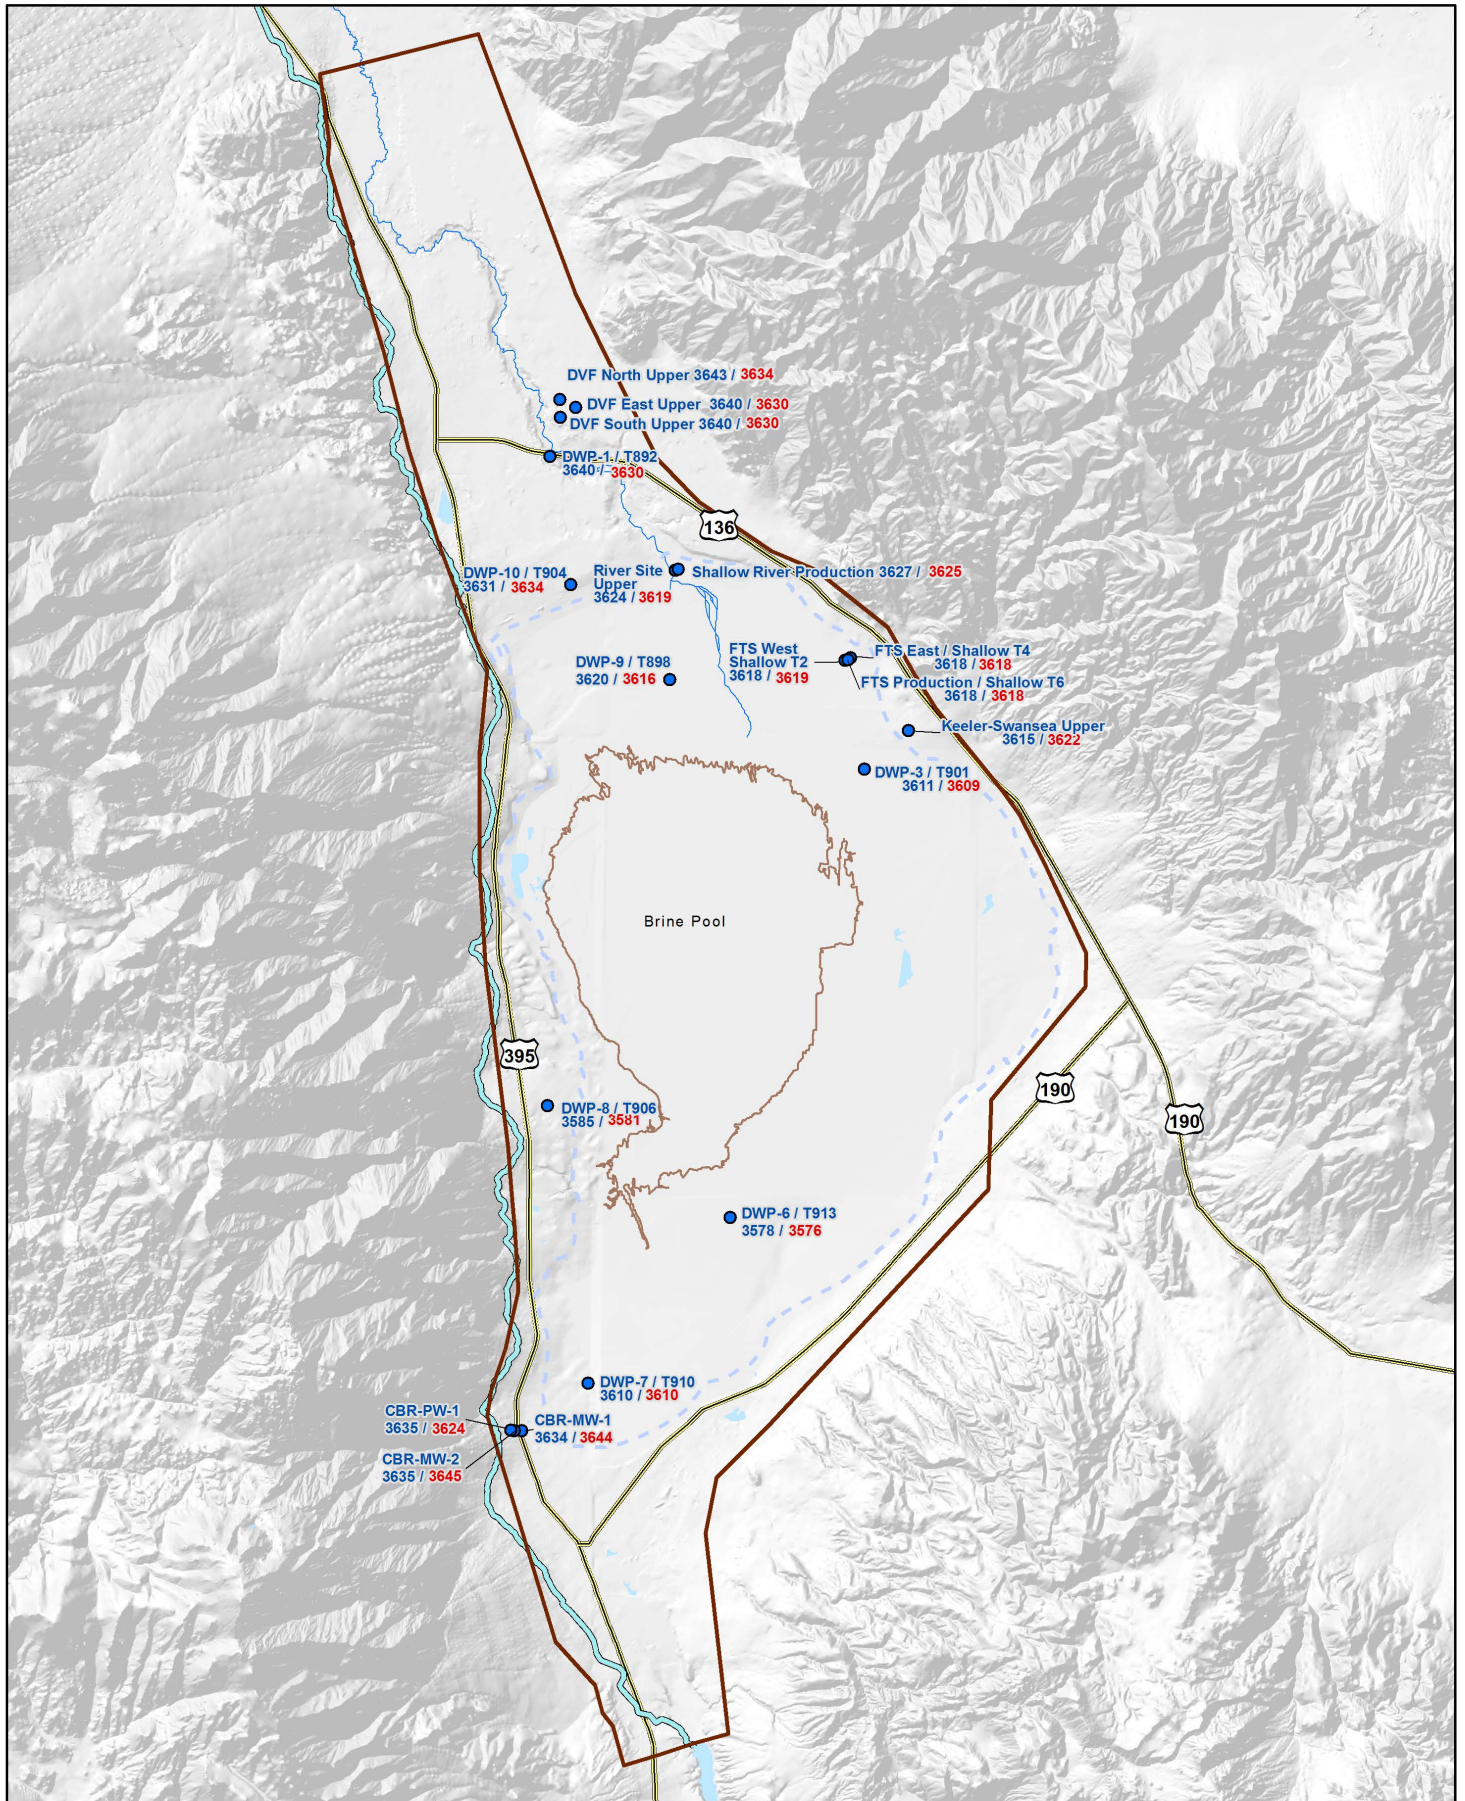 DVF North Upper 3643 / 3634
DVF East Upper 3640 / 3630
DVF South Upper 3640 / 3630
DWP-1 / T892
3640 / 3630
136
DWP-10 / T904
3631 / 3634
River Site
Upper
3624 / 3619
Shallow River Production 3627 / 3625
DWP-9 / T898
3620 / 3616
FTS West
Shallow T2
3618 / 3619
FTS East / Shallow T4
3618 / 3618
FTS Production / Shallow T6
3618 / 3618
Keeler-Swansea Upper
3615 / 3622
DWP-3 / T901
3611 / 3609
Brine Pool
395
190
190
DWP-8 / T906
3585 / 3581
DWP-6 / T913
3578 / 3576
DWP-7 / T910
3610 / 3610
CBR-PW-1
3635 / 3624
CBR-MW-1
3634 / 3644
CBR-MW-2
3635 / 3645